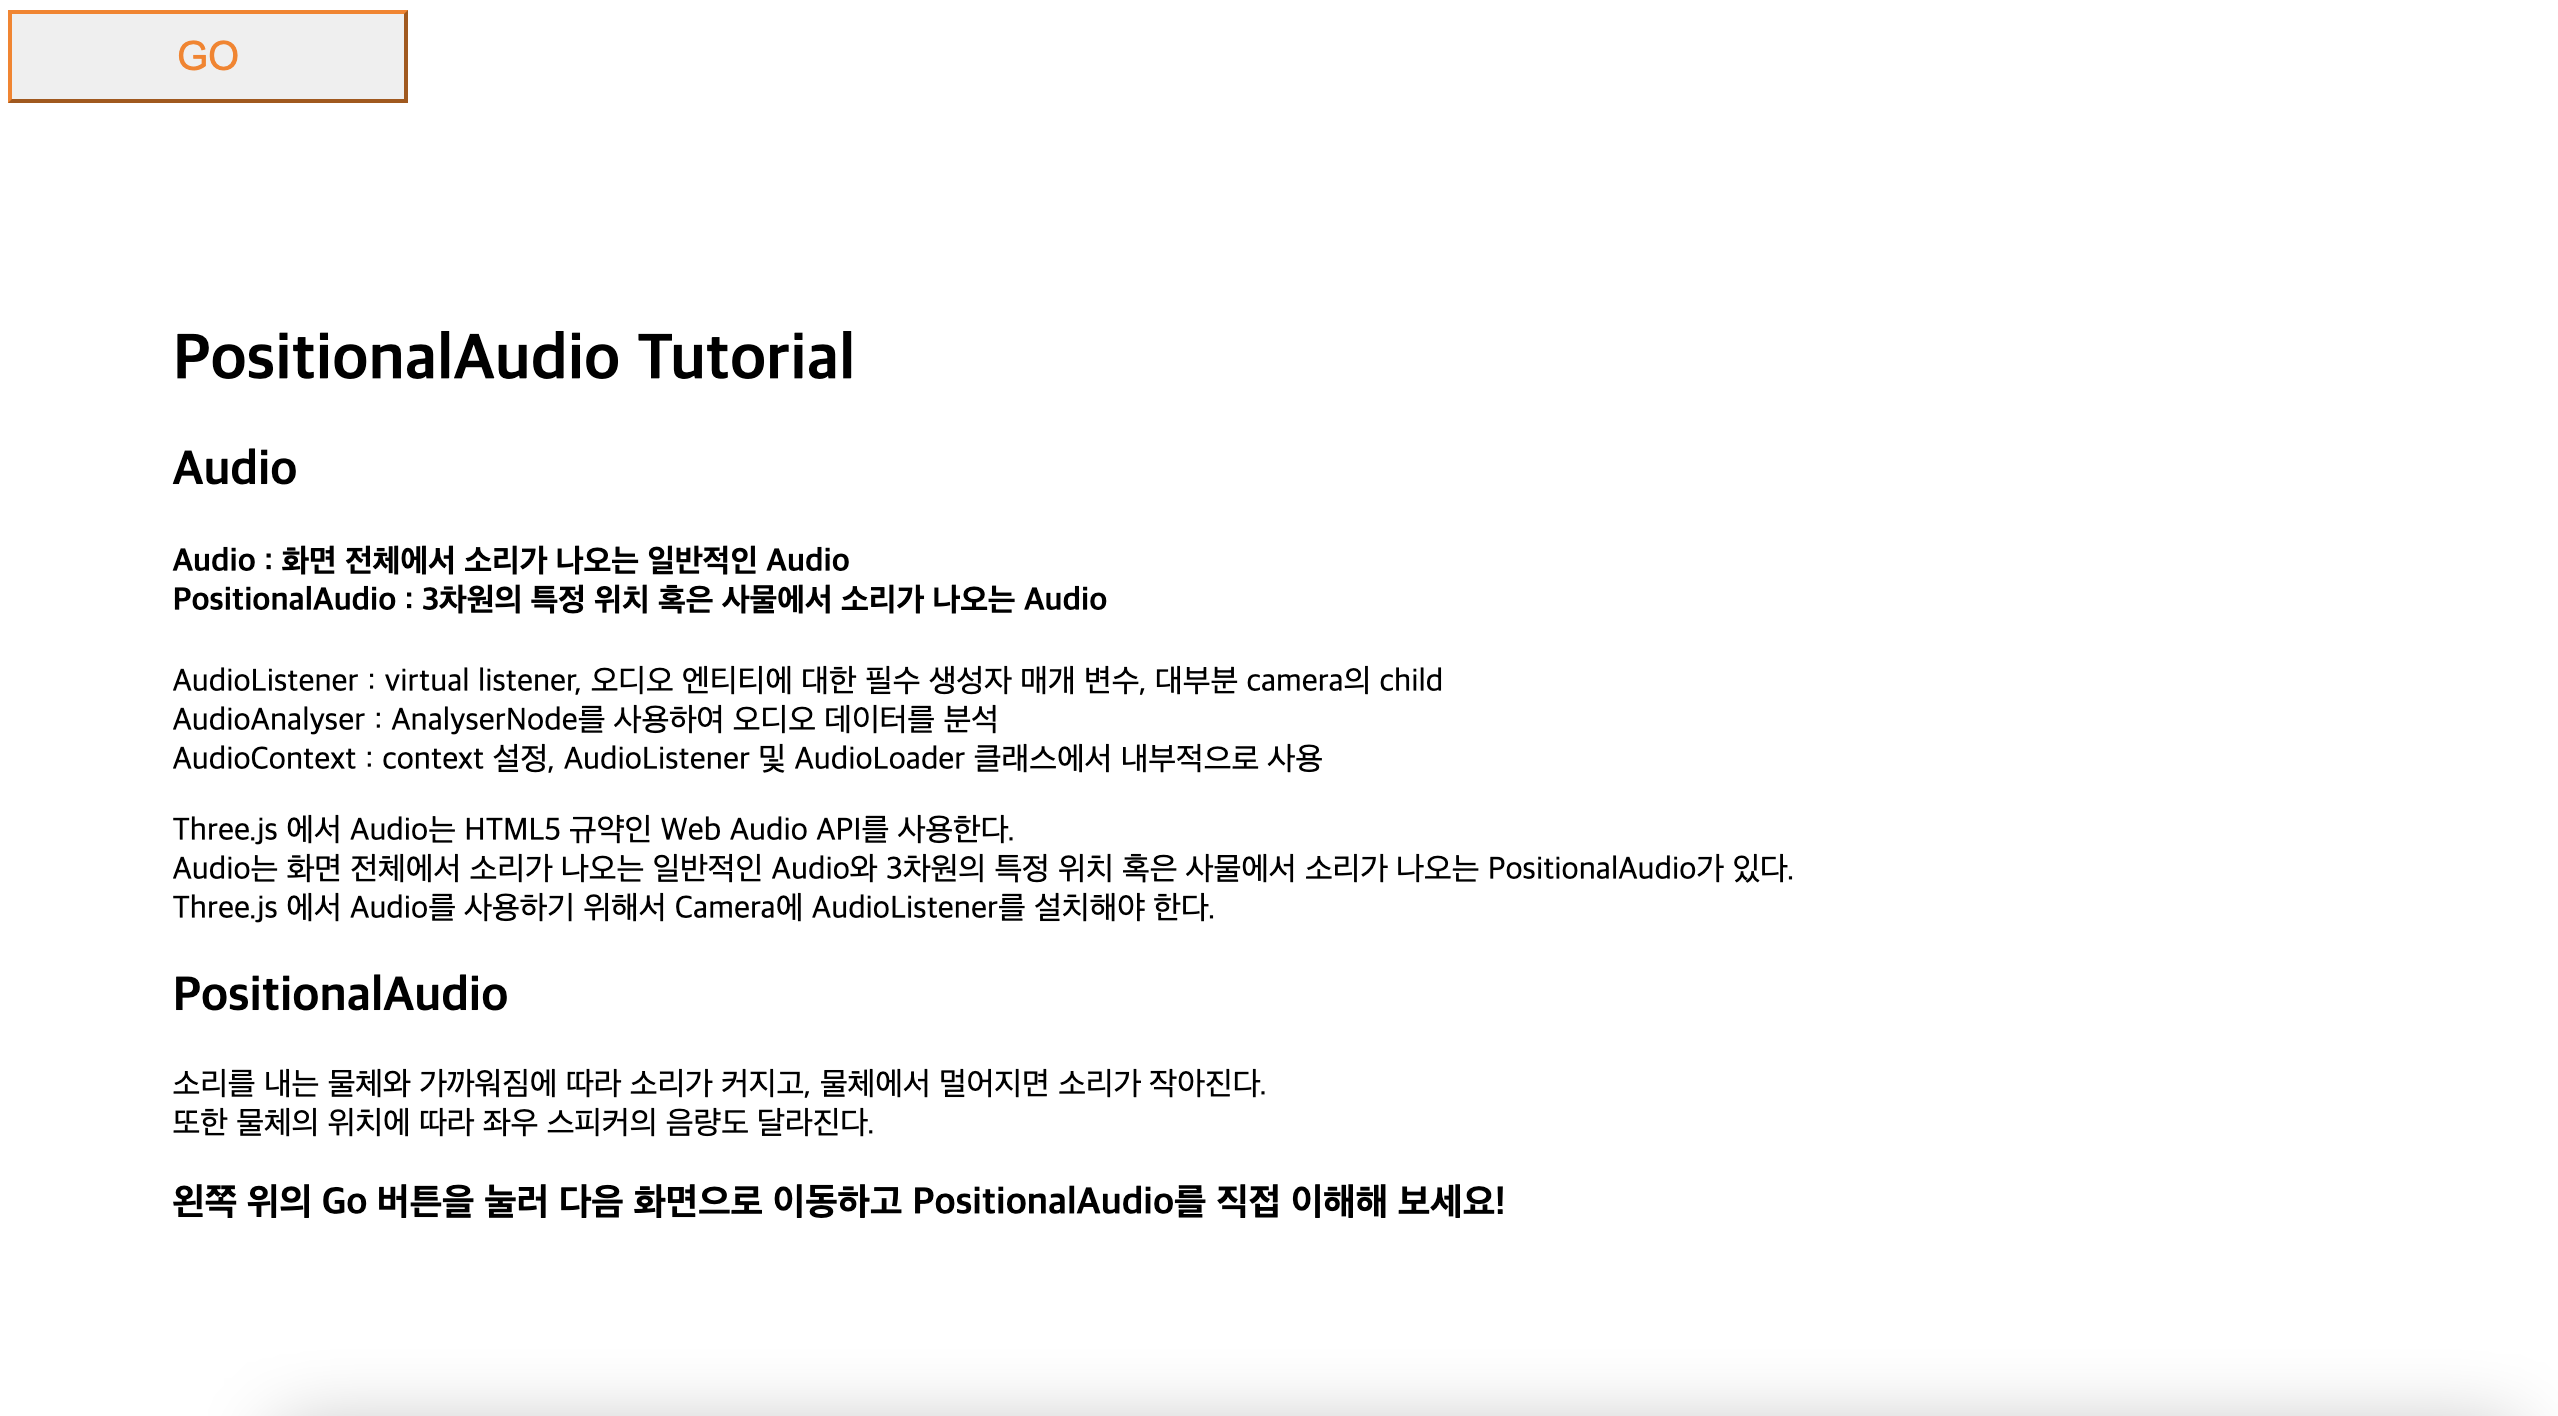 GO
PositionalAudio Tutorial
Audio
Audio : 화면 전체에서 소리가 나오는 일반적인 Audio
PositionalAudio : 3차원의 특정 위치 혹은 사물에서 소리가 나오는 Audio
AudioListener : virtual listener, 오디오 엔티티에 대한 필수 생성자 매개 변수, 대부분 camera의 child
AudioAnalyser : AnalyserNode를 사용하여 오디오 데이터를 분석
AudioContext : context 설정, AudioListener 및 AudioLoader 클래스에서 내부적으로 사용
Three.js 에서 Audio는 HTML5 규약인 Web Audio API를 사용한다.
Audio는 화면 전체에서 소리가 나오는 일반적인 Audio와 3차원의 특정 위치 혹은 사물에서 소리가 나오는 PositionalAudio가 있다.
Three.js 에서 Audio를 사용하기 위해서 Camera에 AudioListener를 설치해야 한다.
PositionalAudio
소리를 내는 물체와 가까워짐에 따라 소리가 커지고, 물체에서 멀어지면 소리가 작아진다.
또한 물체의 위치에 따라 좌우 스피커의 음량도 달라진다.
왼쪽 위의 Go 버튼을 눌러 다음 화면으로 이동하고 PositionalAudio를 직접 이해해 보세요!